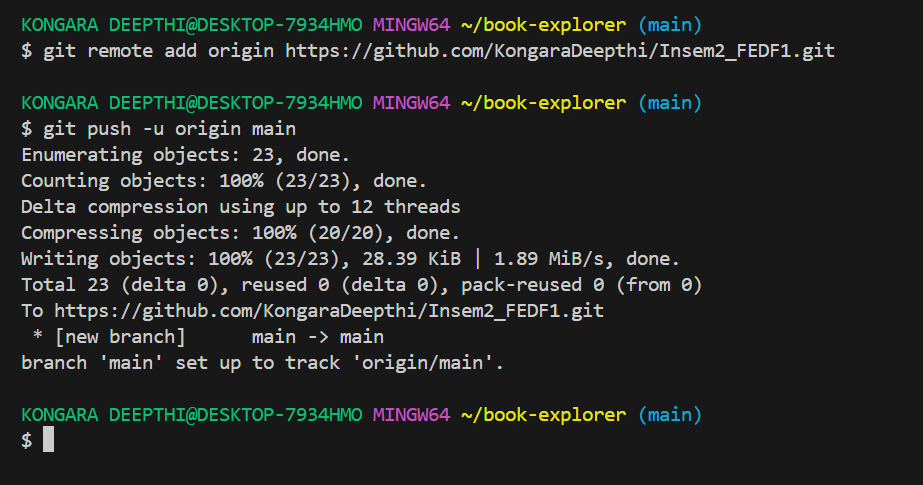 KONGARA DEEPTHI@DESKTOP-7934HMO MINGW64 ~/book-explorer (main)
$ git remote add origin https://github.com/KongaraDeepthi/Insem2_FEDF1.git
KONGARA DEEPTHI@DESKTOP-7934HMO MINGW64 ~/book-explorer (main)
$ git push -u origin main
Enumerating objects: 23, done.
Counting objects: 100% (23/23), done.
Delta compression using up to 12 threads
Compressing objects: 100% (20/20), done.
Writing objects: 100% (23/23), 28.39 KiB | 1.89 MiB/s, done.
Total 23 (delta 0), reused 0 (delta 0), pack-reused 0 (from 0)
To https://github.com/KongaraDeepthi/Insem2_FEDF1.git
 * [new branch]      main -> main
branch 'main' set up to track 'origin/main'.
KONGARA DEEPTHI@DESKTOP-7934HMO MINGW64 ~/book-explorer (main)
$